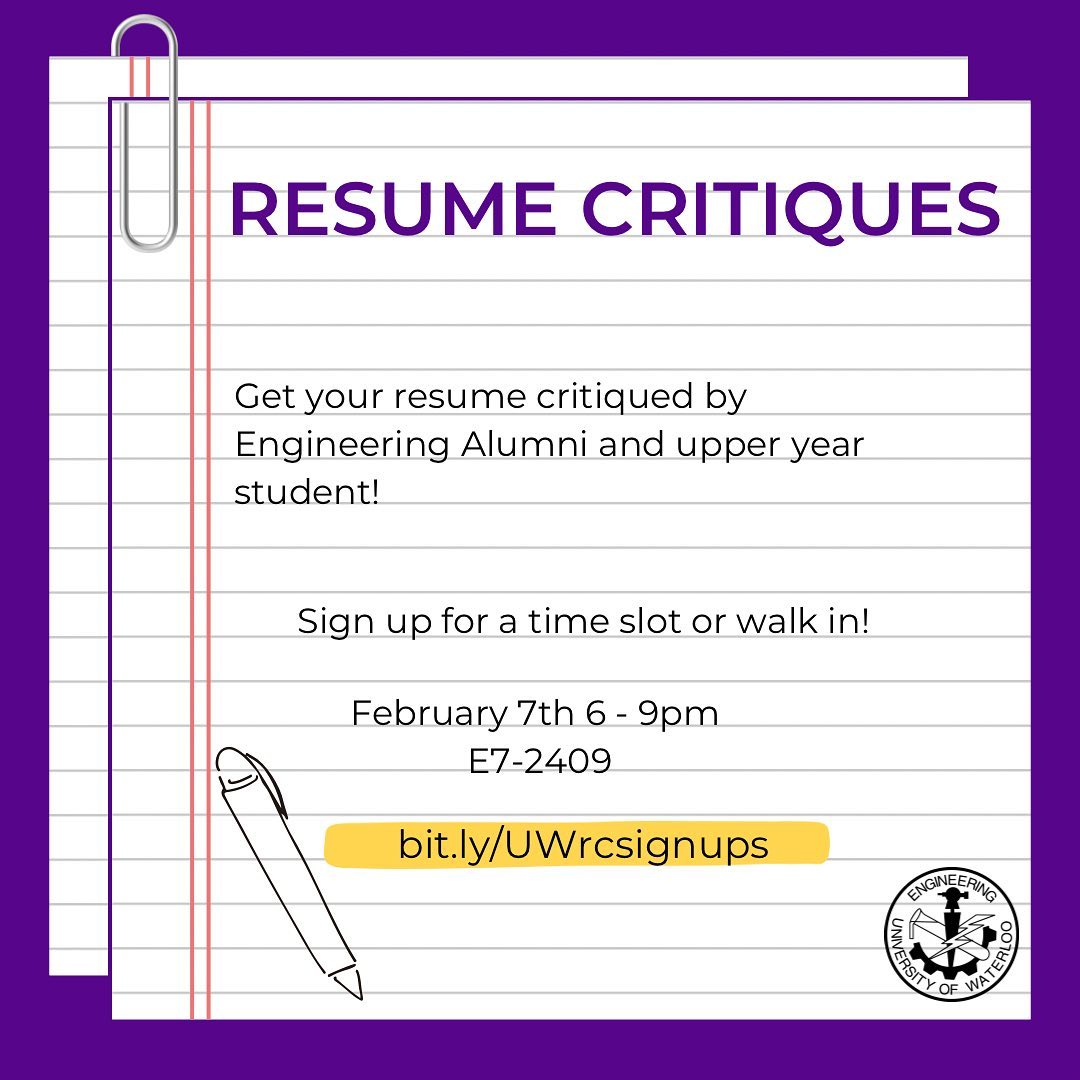 RESUME CRITIQUES
Get your resume critiqued by
Engineering Alumni and upper year
student!
Sign up for a time slot or walk in!
February 7th 6 - 9pm
E7-2409
bit.ly/UWrcsignups
ENGINEERING
UNIVERSITY OF WATERLOO